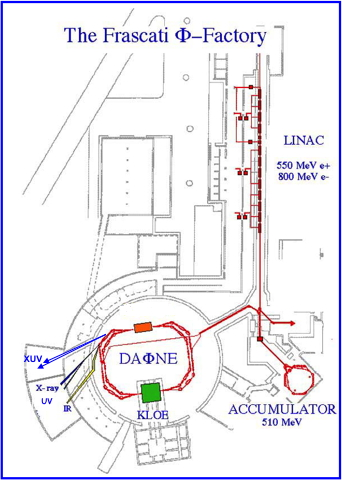 The Frascati Φ–Factory
LINAC
550 MeV e+
800 MeV e-
XUV
X- ray
UV
IR
DAΦNE
KLOE
ACCUMULATOR
510 MeV